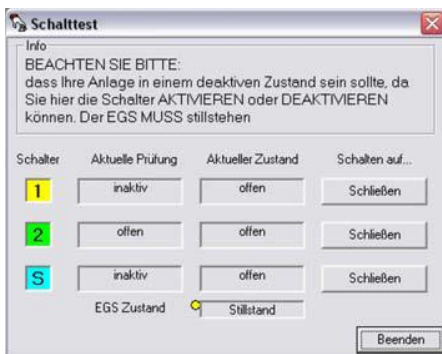 Schalttest
Info
BEACHTEN SIE BITTE:
dass Ihre Anlage in einem deaktiven Zustand sein sollte, da
Sie hier die Schalter AKTIVIEREN oder DEAKTIVIEREN
können. Der EGS MUSS stillstehen
Schalter Aktuelle Prüfung Aktueller Zustand Schalten auf...
1 inaktiv offen Schließen
2 offen offen Schließen
S inaktiv offen Schließen
EGS Zustand Stillstand
Beenden